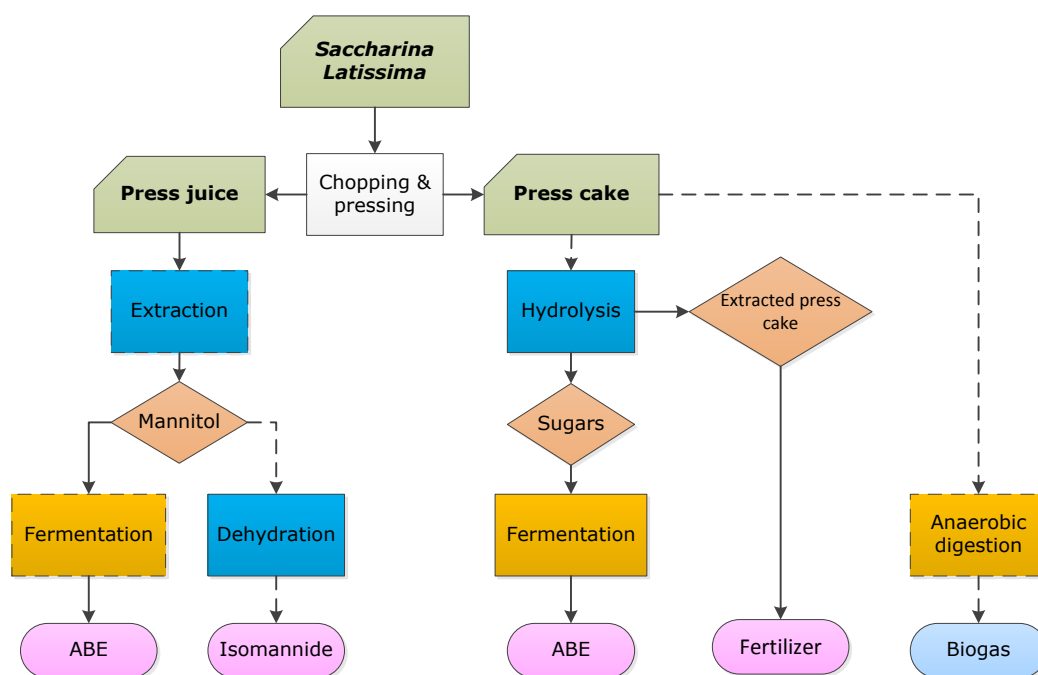 Saccharina
Latissima
Press juice
Chopping &
pressing
Press cake
Extraction
Hydrolysis
Extracted press
cake
Mannitol
Sugars
Fermentation
Dehydration
Fermentation
Anaerobic
digestion
ABE
Isomannide
ABE
Fertilizer
Biogas